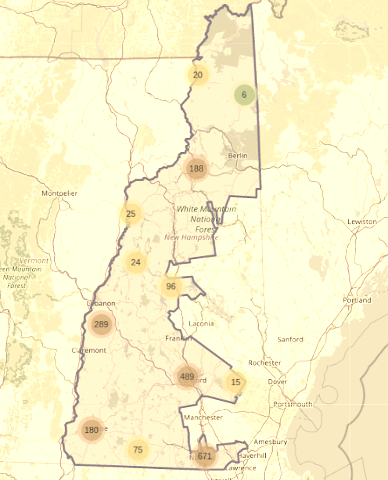 20
6
Berlin
188
Montpelier
25
White Mountain
National
Forest
New Hampshire
Lewiston
Vermont
Green Mountain
National
Forest
24
96
Portland
Lebanon
289
Laconia
Franklin
Sanford
Claremont
Rochester
489
15
Dover
Portsmouth
Manchester
180
75
671
Amesbury
Haverhill
Lawrence